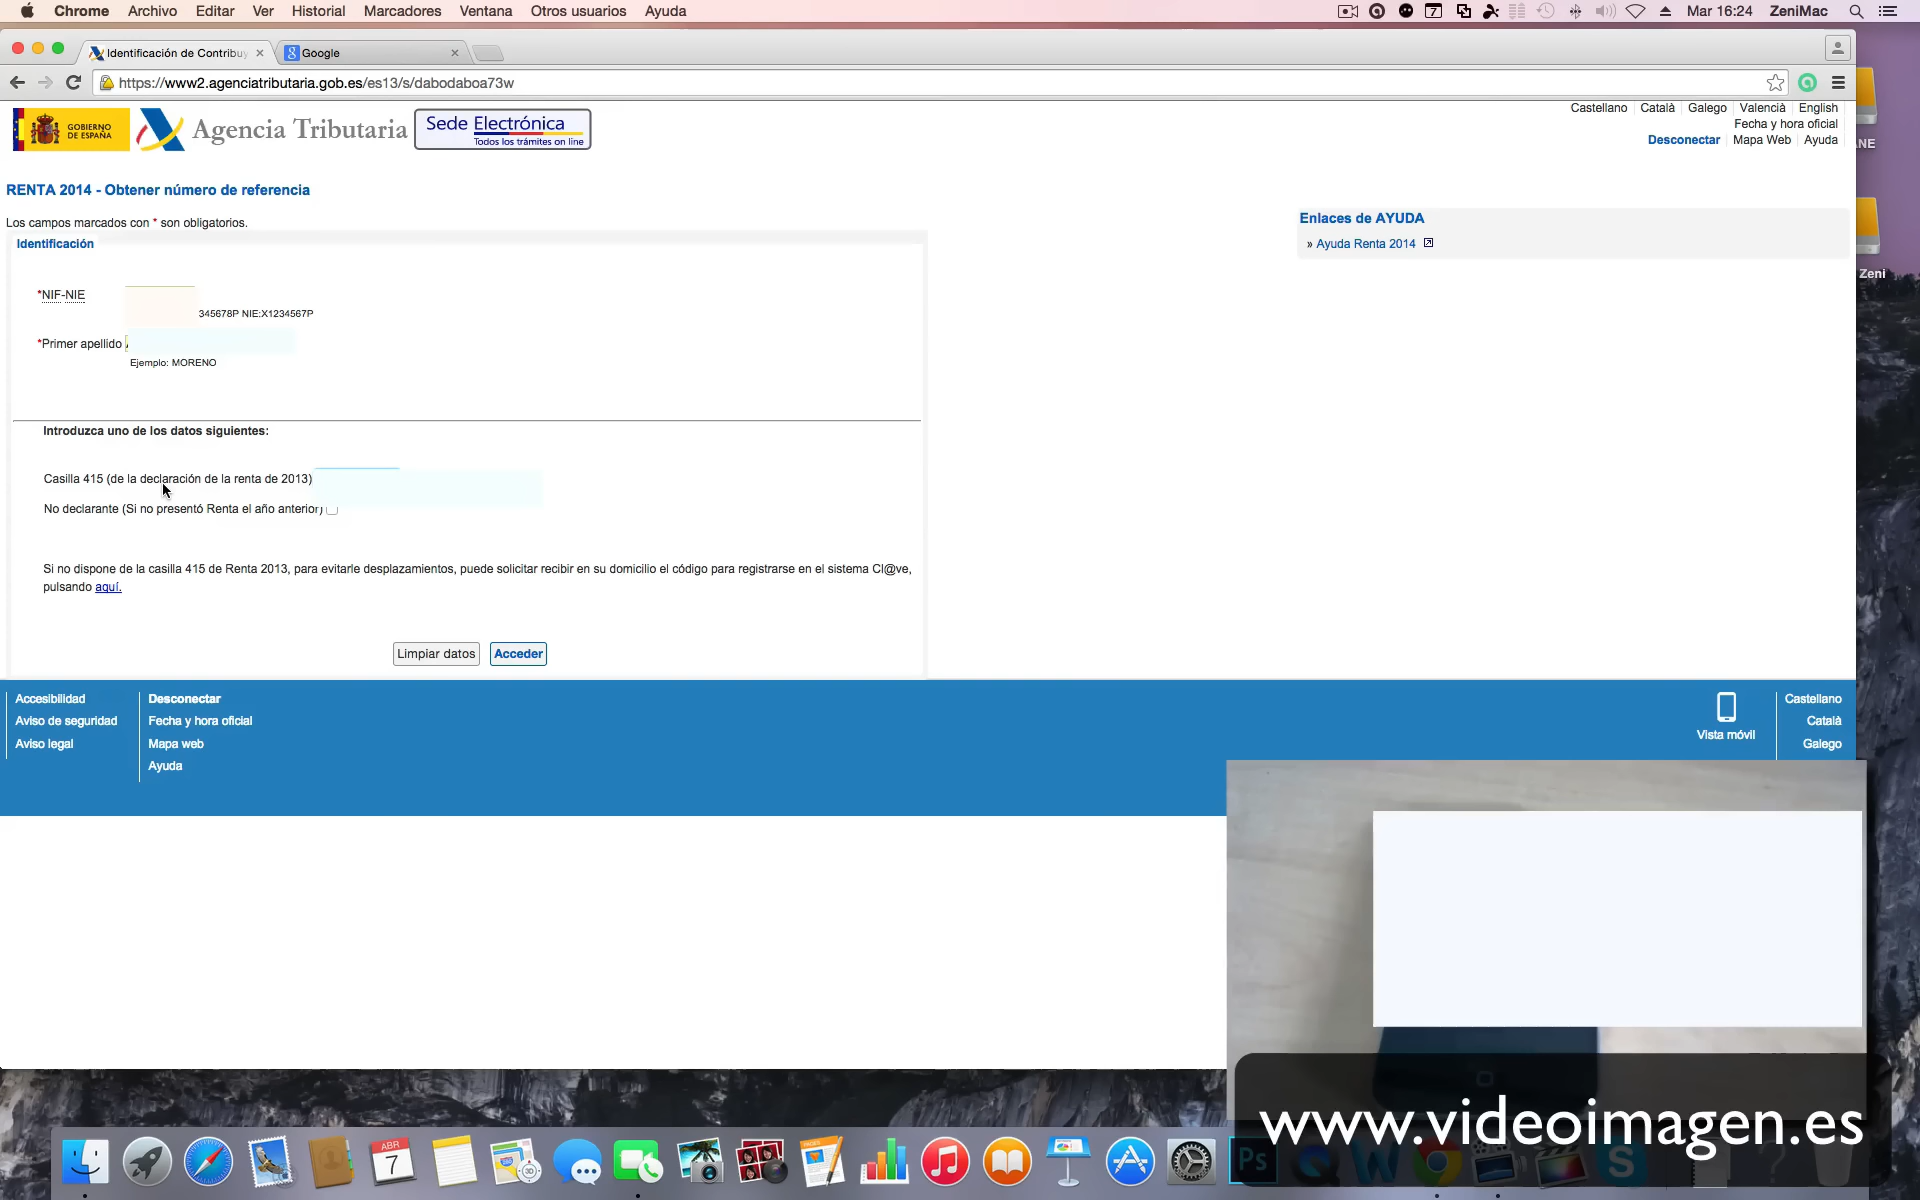 Chrome Archivo Editar Ver Historial Marcadores Ventana Otros usuarios Ayuda
7
Mar 16:24 ZeniMac
Identificación de Contribuy
Google
https://www2.agenciatributaria.gob.es/es13/s/dabodaboa73w
GOBIERNO
DE ESPAÑA
Agencia Tributaria
Sede Electrónica
Todos los trámites on line
Castellano Català Galego Valencià English
Fecha y hora oficial
Desconectar Mapa Web Ayuda
RENTA 2014 - Obtener número de referencia
Los campos marcados con * son obligatorios.
Identificación
*NIF-NIE
345678P NIE:X1234567P
*Primer apellido
Ejemplo: MORENO
Introduzca uno de los datos siguientes:
Casilla 415 (de la declaración de la renta de 2013)
No declarante (Si no presentó Renta el año anterior)
Si no dispone de la casilla 415 de Renta 2013, para evitarle desplazamientos, puede solicitar recibir en su domicilio el código para registrarse en el sistema Cl@ve,
pulsando aquí.
Limpiar datos Acceder
Enlaces de AYUDA
» Ayuda Renta 2014
Zeni
Accesibilidad
Aviso de seguridad
Aviso legal
Desconectar
Fecha y hora oficial
Mapa web
Ayuda
Vista móvil
Castellano
Català
Galego
www.videoimagen.es
ABR
7
PAGES
Ps